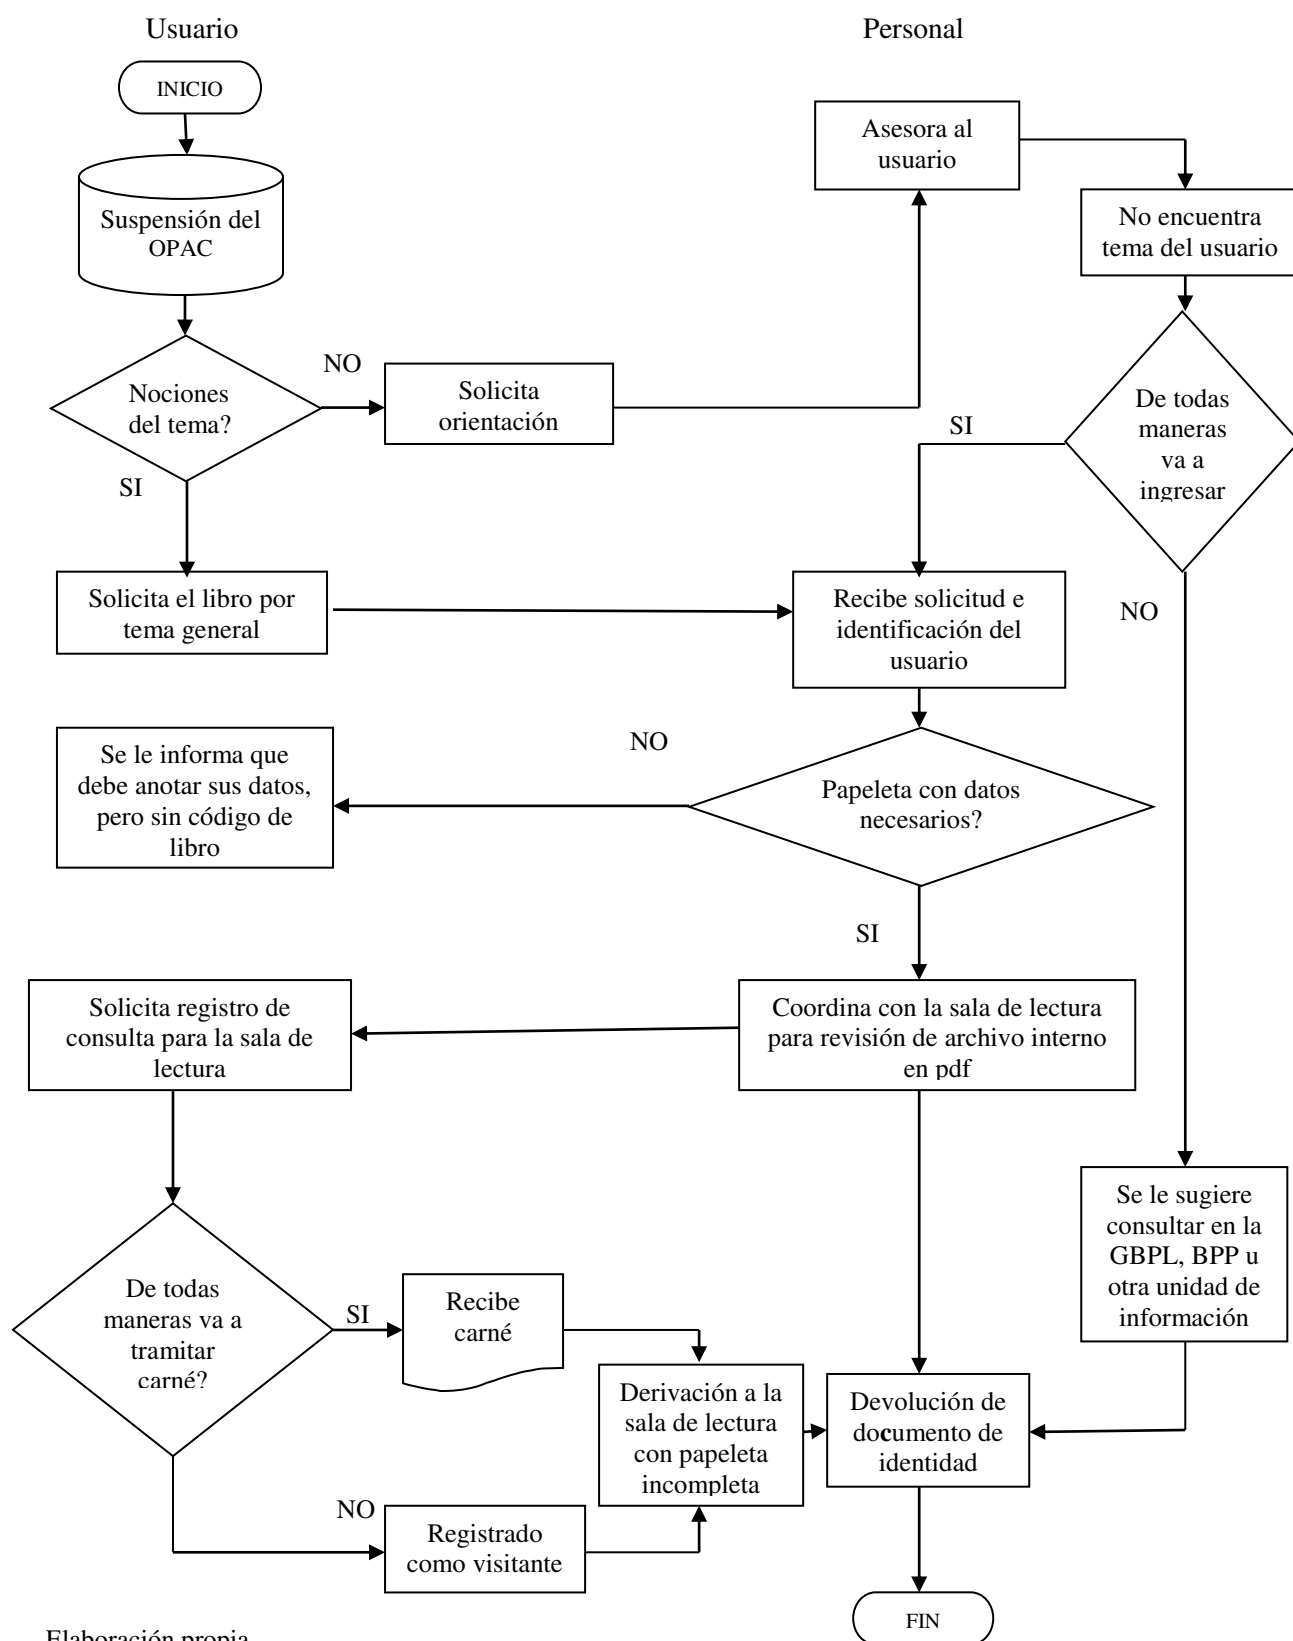 Usuario
Personal
INICIO
Asesora al
usuario
Suspensión del
OPAC
No encuentra
tema del usuario
NO
Nociones
del tema?
Solicita
orientación
De todas
maneras
va a
ingresar
SI
SI
Solicita el libro por
tema general
Recibe solicitud e
identificación del
usuario
NO
Se le informa que
debe anotar sus datos,
pero sin código de
libro
NO
Papeleta con datos
necesarios?
SI
Solicita registro de
consulta para la sala de
lectura
Coordina con la sala de lectura
para revisión de archivo interno
en pdf
Se le sugiere
consultar en la
GBPL, BPP u
otra unidad de
información
De todas
maneras va a
tramitar
carné?
SI
Recibe
carné
Derivación a la
sala de lectura
con papeleta
incompleta
Devolución de
documento de
identidad
NO
Registrado
como visitante
FIN
Elaboración propia